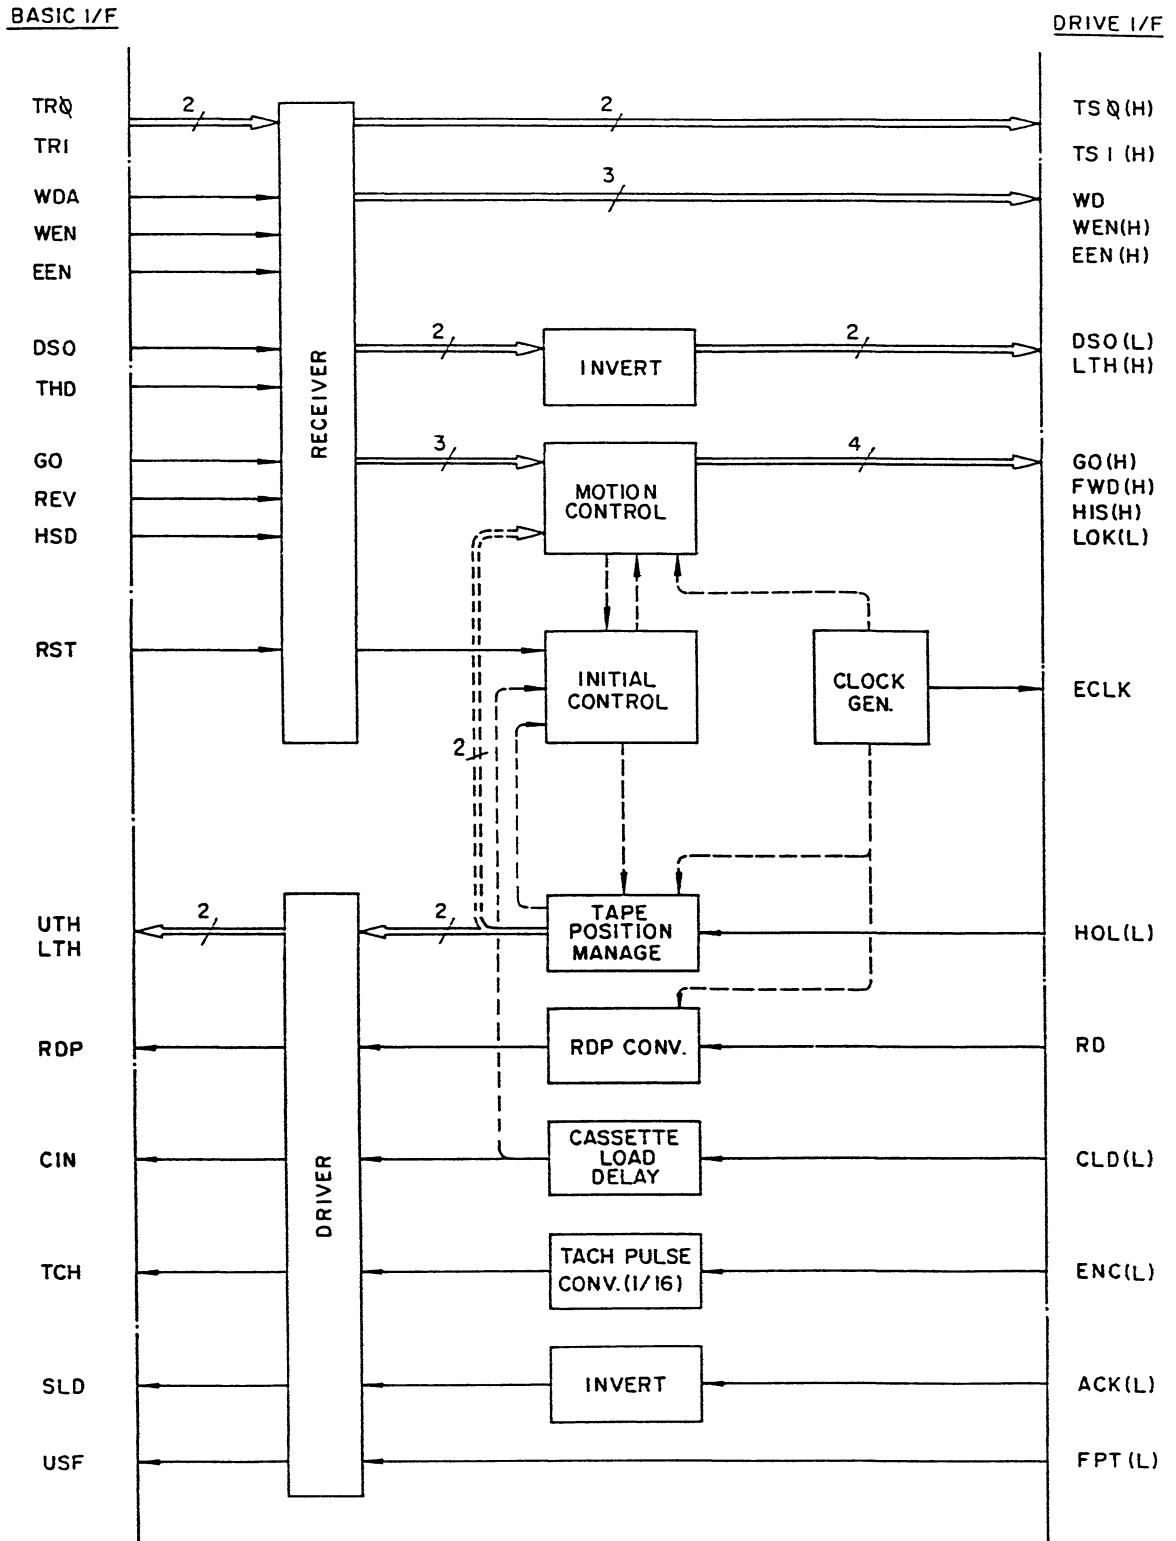 BASIC I/F
DRIVE I/F
TRØ
2
2
TSØ(H)
TRI
TS I (H)
WDA
3
WD
WEN
WEN(H)
EEN
EEN(H)
DSO
2
INVERT
2
DSO(L)
THD
LTH(H)
RECEIVER
GO
3
MOTION
CONTROL
4
GO(H)
REV
FWD(H)
HSD
HIS(H)
LOK(L)
RST
INITIAL
CONTROL
CLOCK
GEN.
ECLK
2
UTH
LTH
2
2
TAPE
POSITION
MANAGE
HOL(L)
RDP
RDP CONV.
RD
CIN
CASSETTE
LOAD
DELAY
CLD(L)
DRIVER
TCH
TACH PULSE
CONV.(1/16)
ENC(L)
SLD
INVERT
ACK(L)
USF
FPT(L)